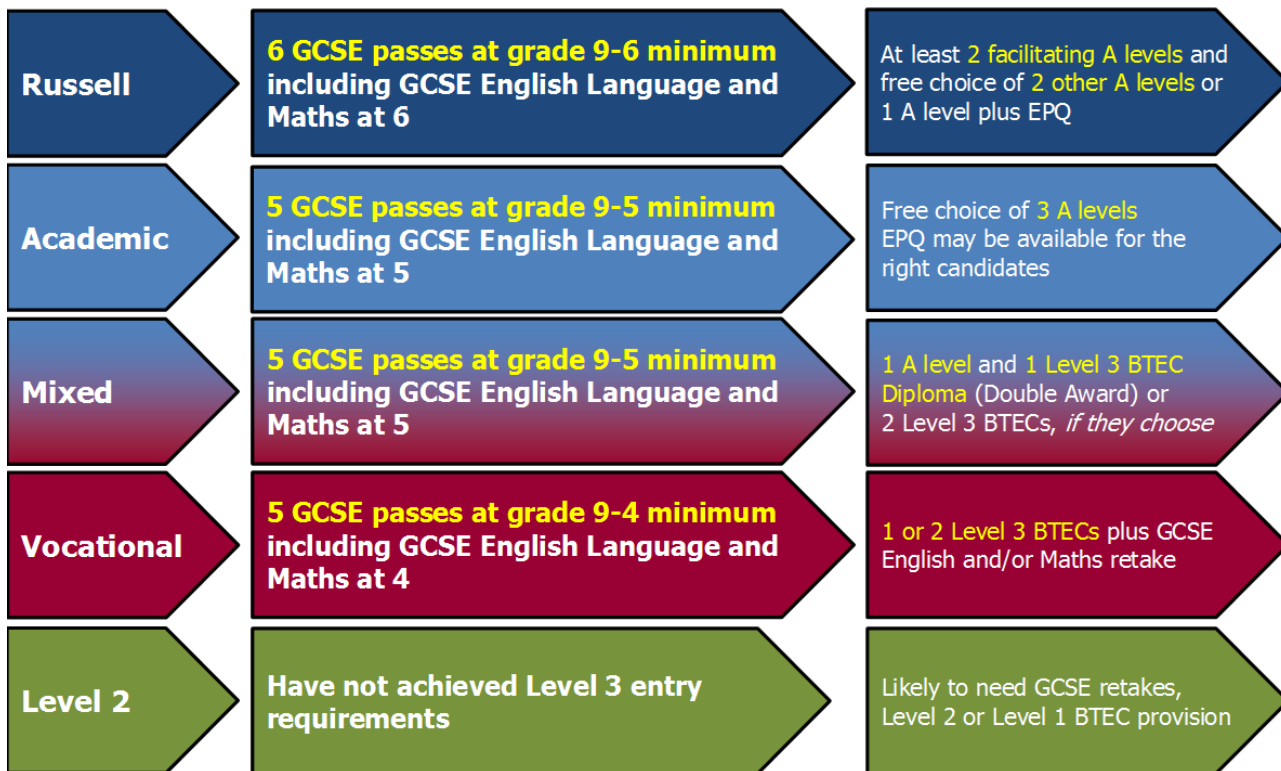 Russell
6 GCSE passes at grade 9-6 minimum
including GCSE English Language and
Maths at 6
At least 2 facilitating A levels and
free choice of 2 other A levels or
1 A level plus EPQ
Academic
5 GCSE passes at grade 9-5 minimum
including GCSE English Language and
Maths at 5
Free choice of 3 A levels
EPQ may be available for the
right candidates
Mixed
5 GCSE passes at grade 9-5 minimum
including GCSE English Language and
Maths at 5
1 A level and 1 Level 3 BTEC
Diploma (Double Award) or
2 Level 3 BTECs, if they choose
Vocational
5 GCSE passes at grade 9-4 minimum
including GCSE English Language and
Maths at 4
1 or 2 Level 3 BTECs plus GCSE
English and/or Maths retake
Level 2
Have not achieved Level 3 entry
requirements
Likely to need GCSE retakes,
Level 2 or Level 1 BTEC provision